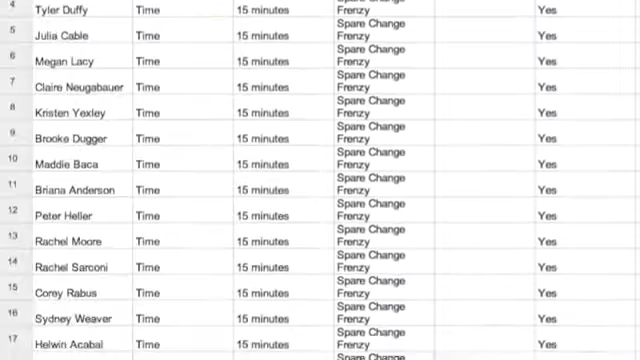 4 Tyler Duffy Time 15 minutes Frenzy Yes
5 Julia Cable Time 15 minutes Spare Change Frenzy Yes
6 Megan Lacy Time 15 minutes Spare Change Frenzy Yes
7 Claire Neugabauer Time 15 minutes Spare Change Frenzy Yes
8 Kristen Yexley Time 15 minutes Spare Change Frenzy Yes
9 Brooke Dugger Time 15 minutes Spare Change Frenzy Yes
10 Maddie Baca Time 15 minutes Spare Change Frenzy Yes
11 Briana Anderson Time 15 minutes Spare Change Frenzy Yes
12 Peter Heller Time 15 minutes Spare Change Frenzy Yes
13 Rachel Moore Time 15 minutes Spare Change Frenzy Yes
14 Rachel Sarconi Time 15 minutes Spare Change Frenzy Yes
15 Corey Rabus Time 15 minutes Spare Change Frenzy Yes
16 Sydney Weaver Time 15 minutes Spare Change Frenzy Yes
17 Helwin Acabal Time 15 minutes Spare Change Frenzy Yes
Spare Change